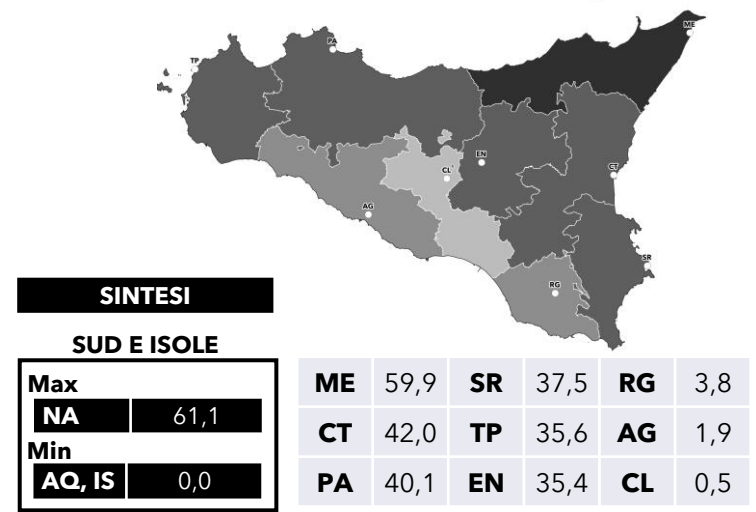 ME
PA
TP
EN
CL
CT
AG
SR
RG
SINTESI
SUD E ISOLE
Max
NA 61,1
Min
AQ, IS 0,0
ME 59,9 SR 37,5 RG 3,8
CT 42,0 TP 35,6 AG 1,9
PA 40,1 EN 35,4 CL 0,5